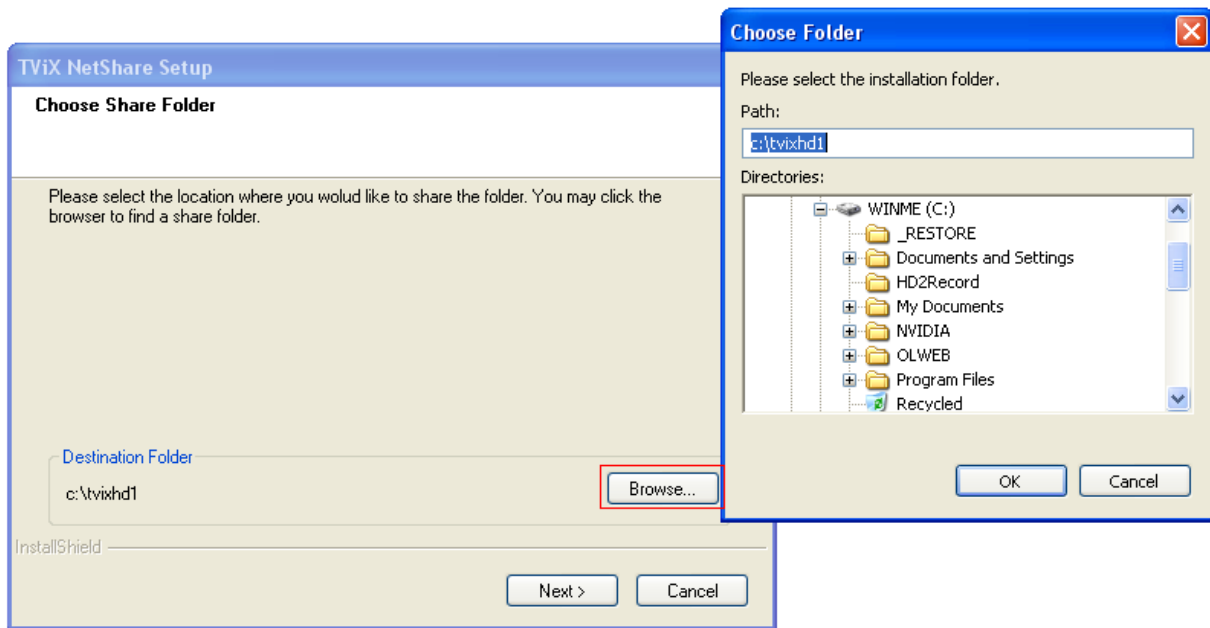 TViX NetShare Setup
Choose Share Folder
Please select the location where you wolud like to share the folder. You may click the
browser to find a share folder.
Destination Folder
c:\tvixhd1
Browse...
InstallShield
Next >
Cancel
Choose Folder
Please select the installation folder.
Path:
c:\tvixhd1
Directories:
WINME (C:)
_RESTORE
Documents and Settings
HD2Record
My Documents
NVIDIA
OLWEB
Program Files
Recycled
OK
Cancel